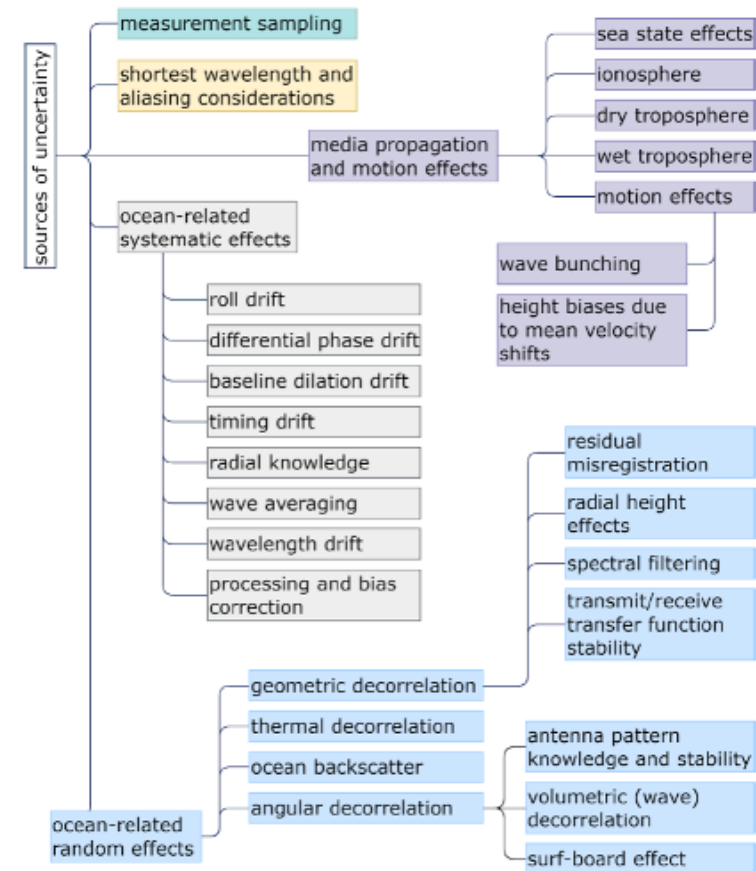 sources of uncertainty
measurement sampling
shortest wavelength and
aliasing considerations
media propagation
and motion effects
sea state effects
ionosphere
dry troposphere
wet troposphere
motion effects
wave bunching
height biases due
to mean velocity
shifts
ocean-related
systematic effects
roll drift
differential phase drift
baseline dilation drift
timing drift
radial knowledge
wave averaging
wavelength drift
processing and bias
correction
ocean-related
random effects
geometric decorrelation
thermal decorrelation
ocean backscatter
angular decorrelation
residual
misregistration
radial height
effects
spectral filtering
transmit/receive
transfer function
stability
antenna pattern
knowledge and stability
volumetric (wave)
decorrelation
surf-board effect